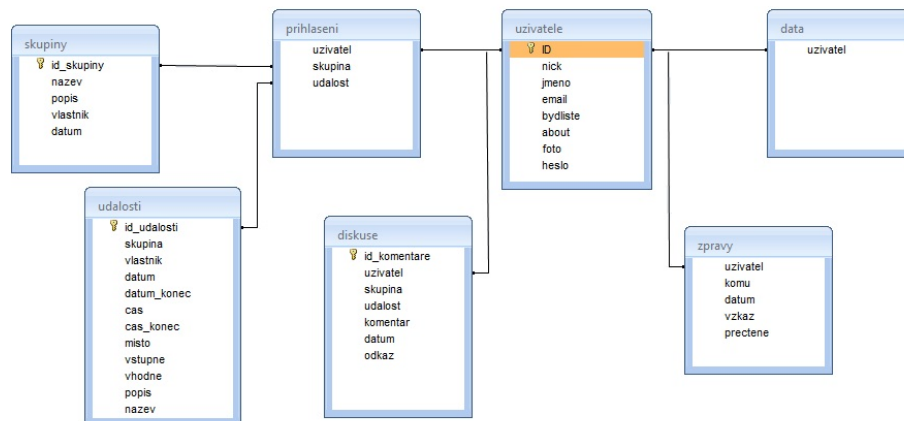 skupiny
id_skupiny
nazev
popis
vlastnik
datum
prihlaseni
uzivatel
skupina
udalost
uzivatele
ID
nick
jmeno
email
bydliste
about
foto
heslo
data
uzivatel
udalosti
id_udalosti
skupina
vlastnik
datum
datum_konec
cas
cas_konec
misto
vstupne
vhodne
popis
nazev
diskuse
id_komentare
uzivatel
skupina
udalost
komentar
datum
odkaz
zpravy
uzivatel
komu
datum
vzkaz
prectene